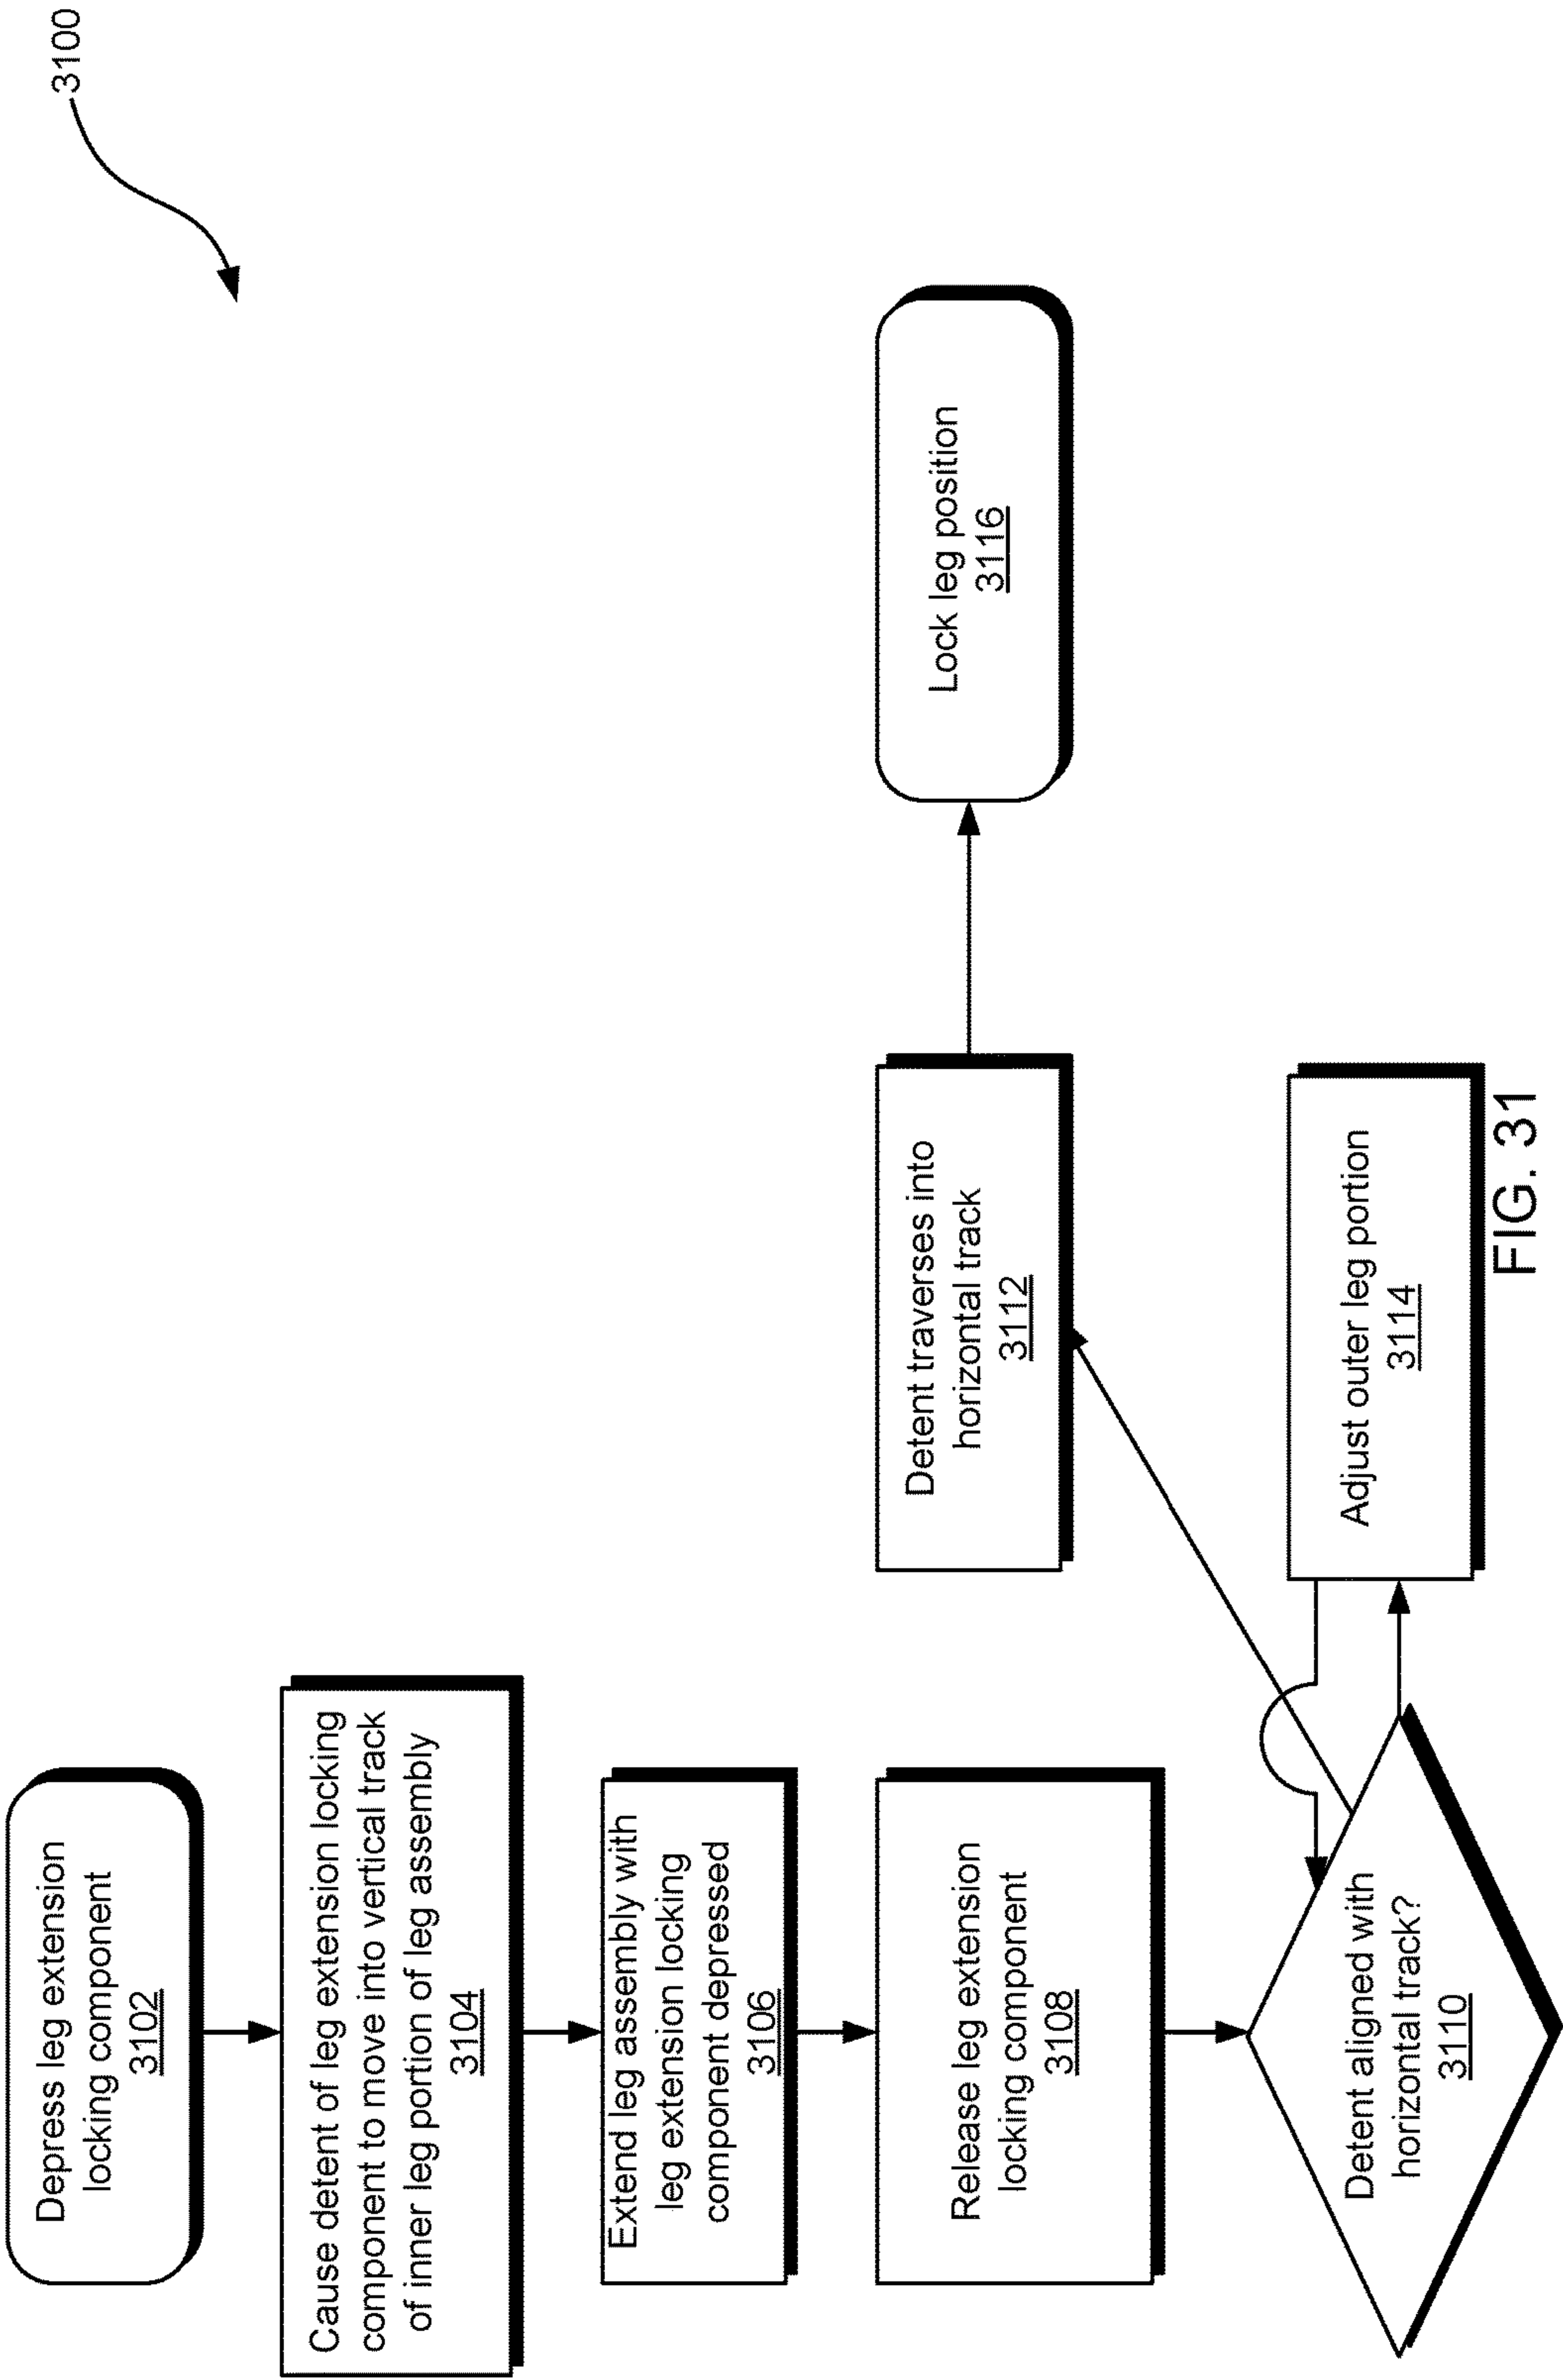 3100
Depress leg extension
locking component
3102
Cause detent of leg extension locking
component to move into vertical track
of inner leg portion of leg assembly
3104
Extend leg assembly with
leg extension locking
component depressed
3106
Release leg extension
locking component
3108
Detent aligned with
horizontal track?
3110
Detent traverses into
horizontal track
3112
Adjust outer leg portion
3114
Lock leg position
3116
FIG. 31